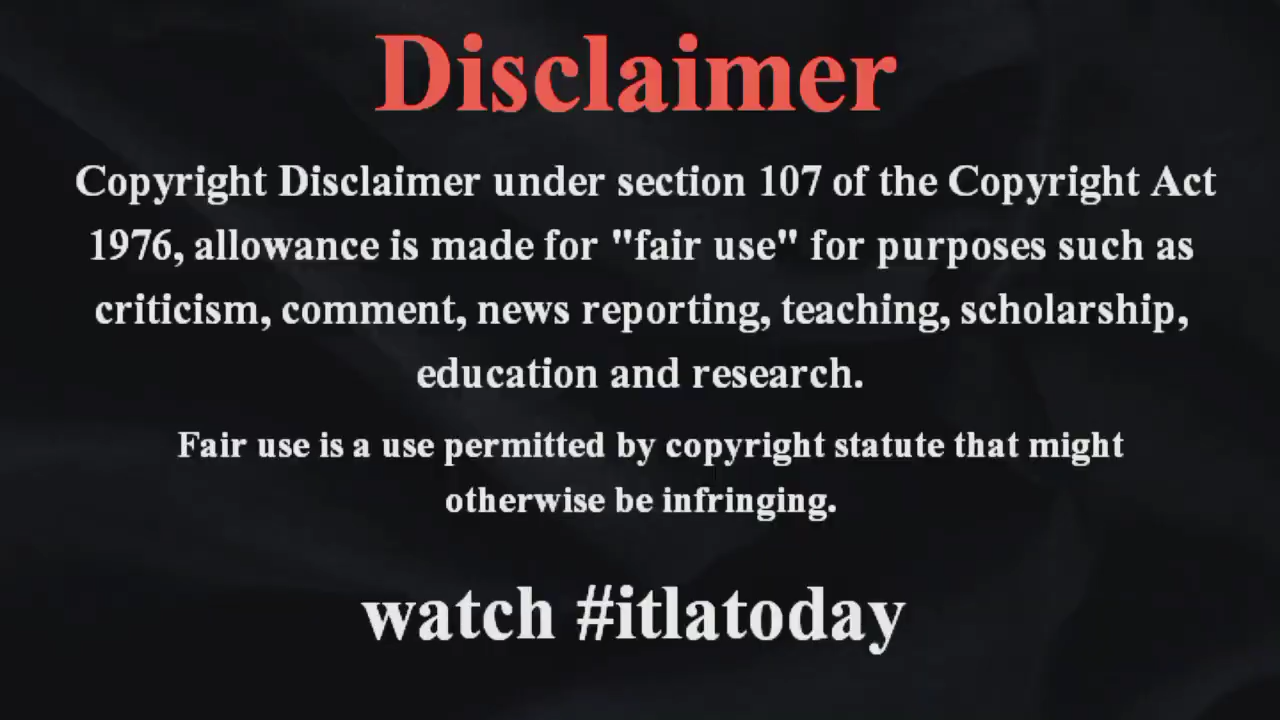 Disclaimer
Copyright Disclaimer under section 107 of the Copyright Act
1976, allowance is made for "fair use" for purposes such as
criticism, comment, news reporting, teaching, scholarship,
education and research.
Fair use is a use permitted by copyright statute that might
otherwise be infringing.
watch #itlatoday